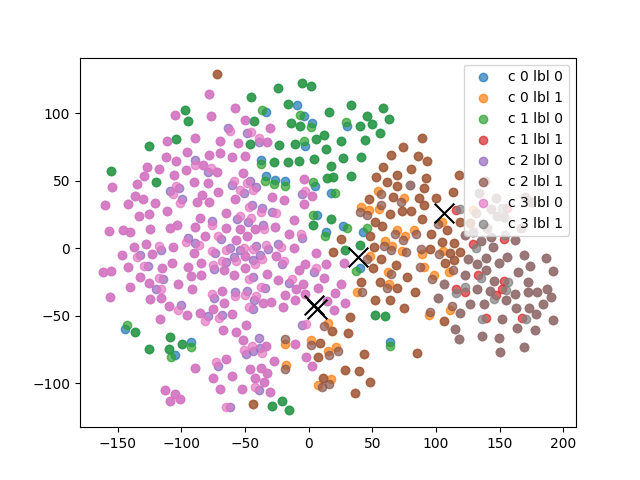 c 0 lbl 0
c 0 lbl 1
c 1 lbl 0
c 1 lbl 1
c 2 lbl 0
c 2 lbl 1
c 3 lbl 0
c 3 lbl 1
100
50
0
−50
−100
−150 −100 −50 0 50 100 150 200